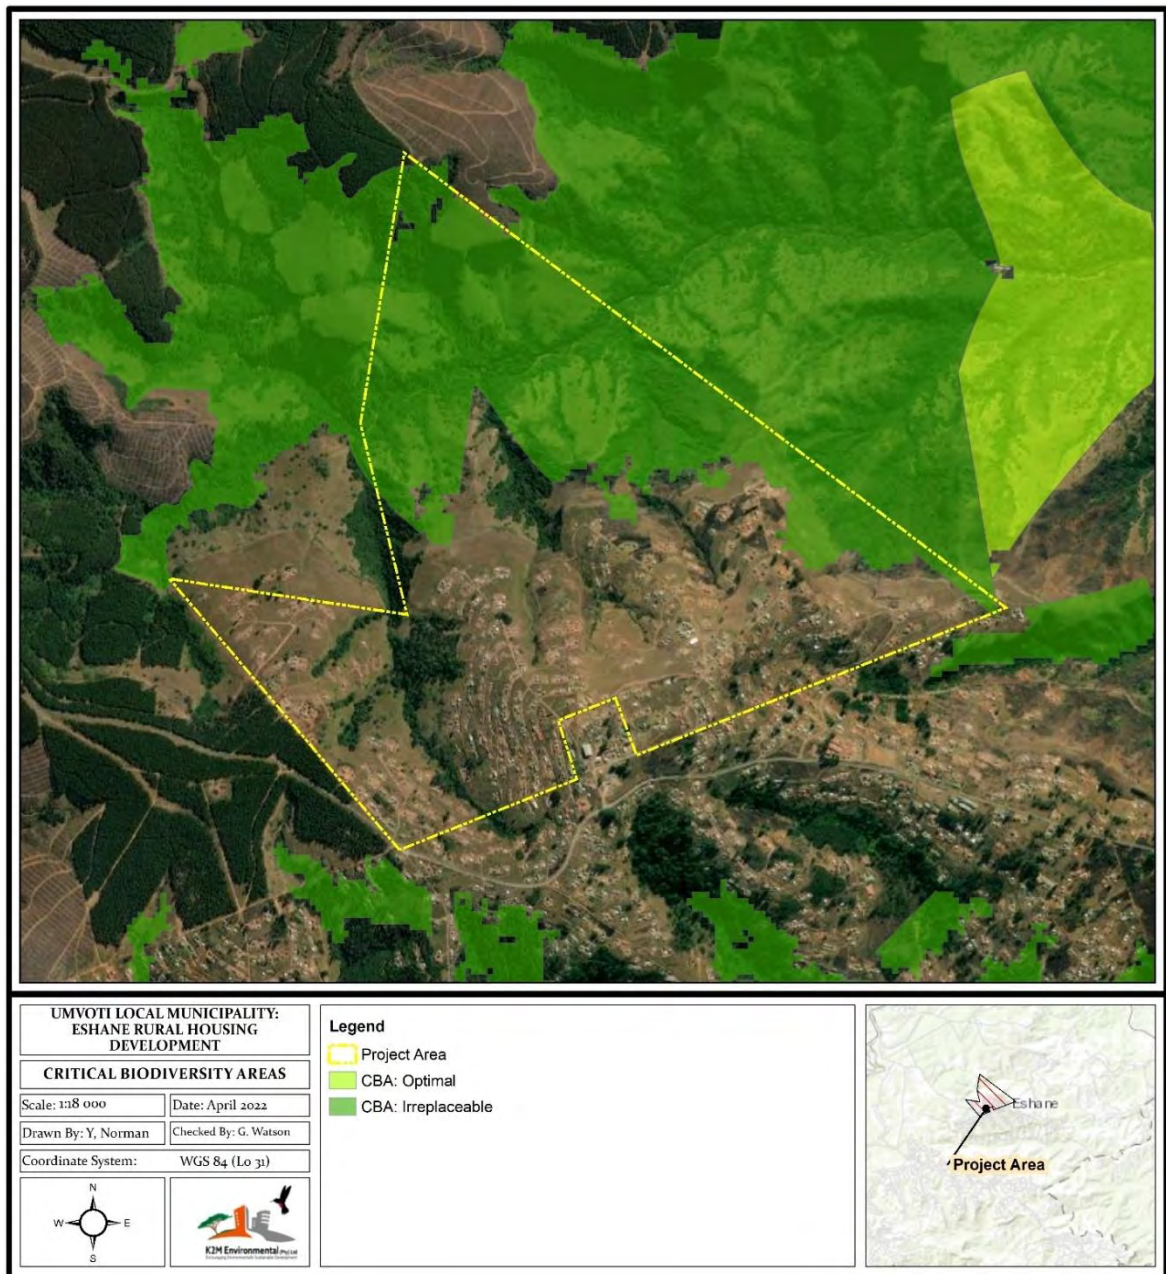 UMVOTI LOCAL MUNICIPALITY:
ESHANE RURAL HOUSING
DEVELOPMENT
CRITICAL BIODIVERSITY AREAS
Scale: 1:18 000
Date: April 2022
Drawn By: Y, Norman
Checked By: G. Watson
Coordinate System: WGS 84 (Lo 31)
N
W
E
S
K2M Environmental (Pty) Ltd
Legend
Project Area
CBA: Optimal
CBA: Irreplaceable
Eshane
Project Area